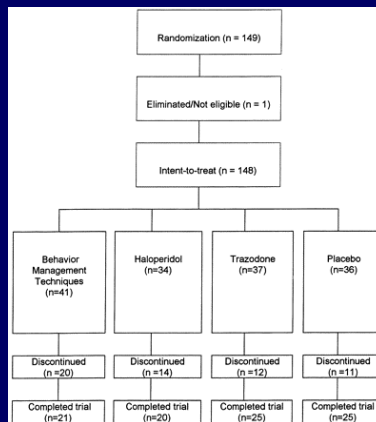 Randomization (n = 149)
Eliminated/Not eligible (n = 1)
Intent-to-treat (n = 148)
Behavior
Management
Techniques
(n=41)
Haloperidol
(n=34)
Trazodone
(n=37)
Placebo
(n=36)
Discontinued
(n =20)
Discontinued
(n =14)
Discontinued
(n =12)
Discontinued
(n =11)
Completed trial
(n=21)
Completed trial
(n=20)
Completed trial
(n=25)
Completed trial
(n=25)